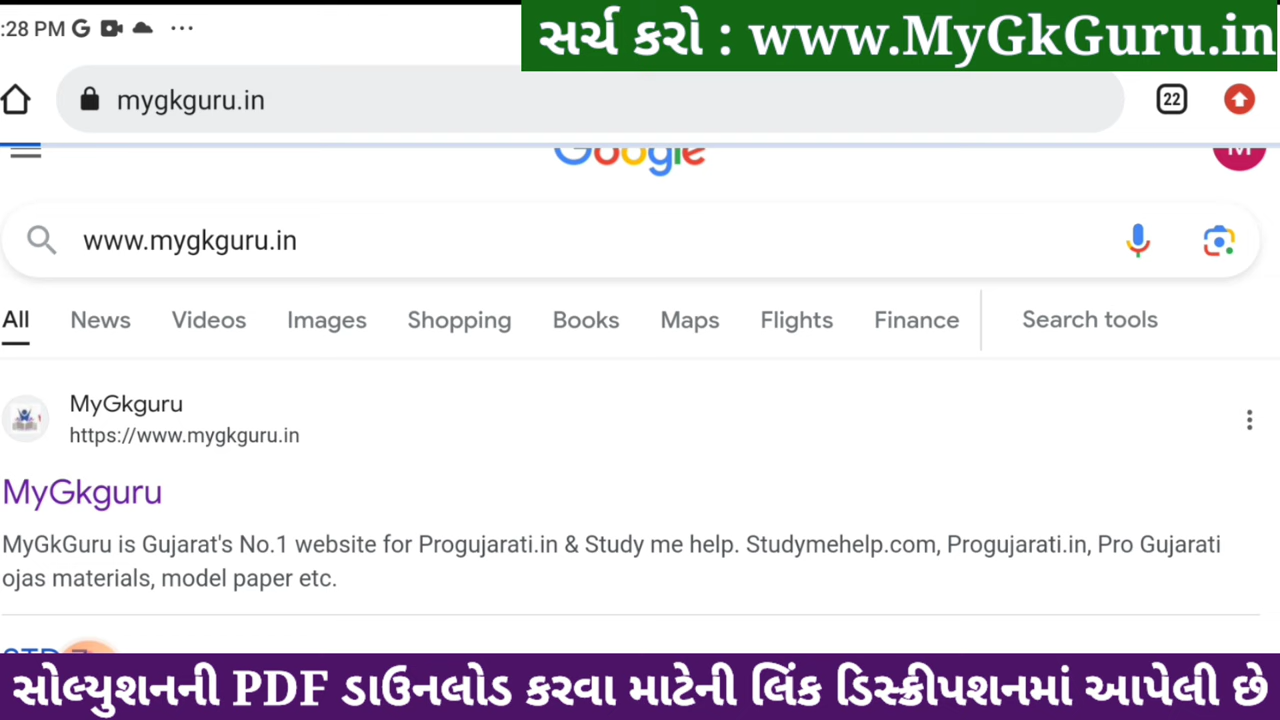 :28 PM
સર્ચ કરો : www.MyGkGuru.in
mygkguru.in
22
Google
M
www.mygkguru.in
All News Videos Images Shopping Books Maps Flights Finance Search tools
MyGkguru
https://www.mygkguru.in
MyGkguru
MyGkGuru is Gujarat's No.1 website for Progujarati.in & Study me help. Studymehelp.com, Progujarati.in, Pro Gujarati
ojas materials, model paper etc.
સોલ્યુશનની PDF ડાઉનલોડ કરવા માટેની લિંક ડિસ્ક્રીપશનમાં આપેલી છે